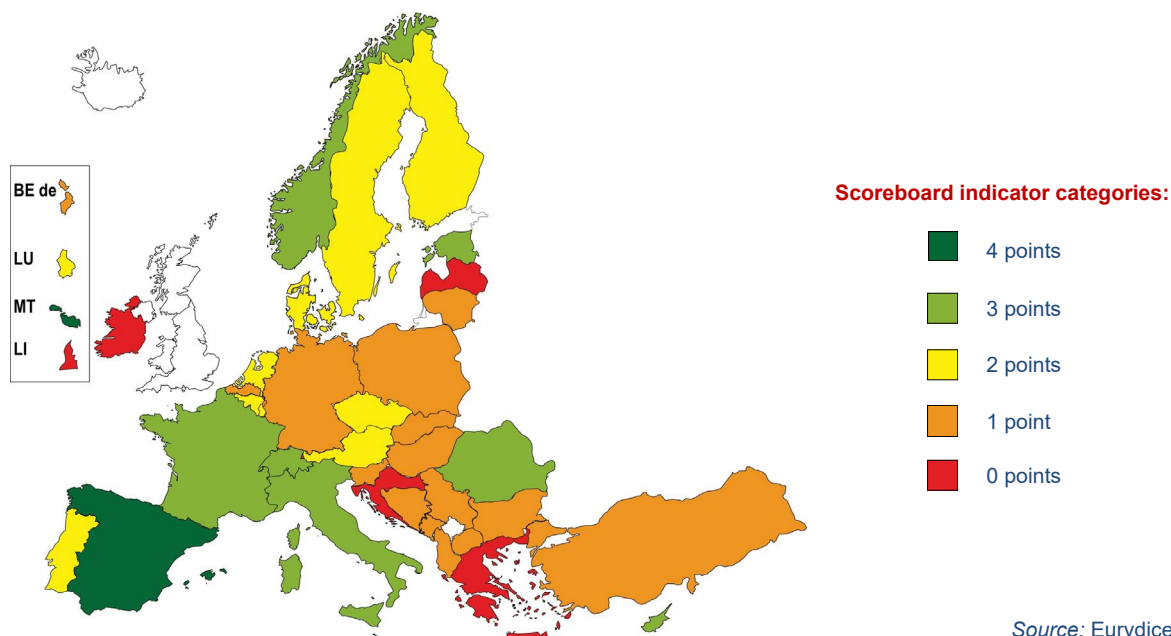 BE de
LU
MT
LI
Scoreboard indicator categories:
4 points
3 points
2 points
1 point
0 points
Source: Eurydice